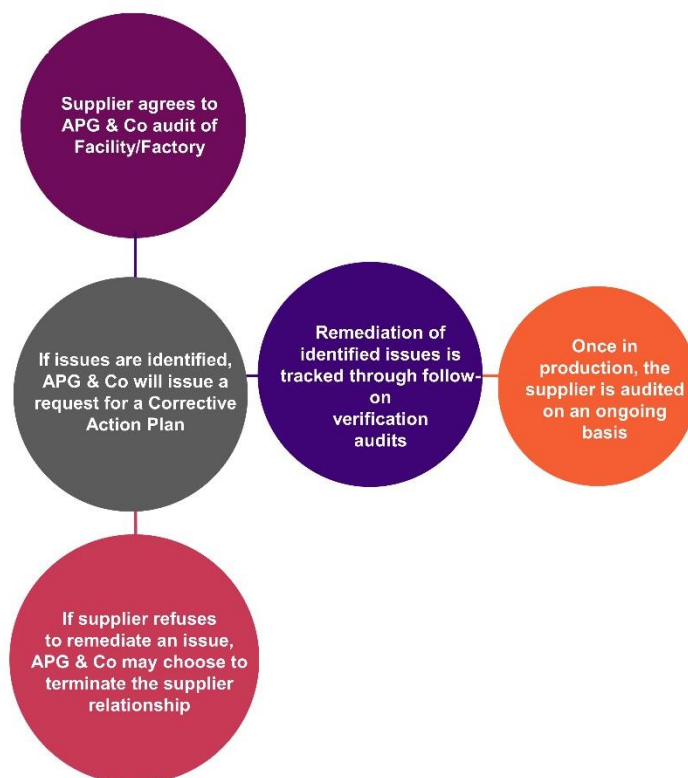 Supplier agrees to
APG & Co audit of
Facility/Factory
If issues are identified,
APG & Co will issue a
request for a Corrective
Action Plan
Remediation of
identified issues is
tracked through follow-
on
verification
audits
Once in
production, the
supplier is audited
on an ongoing
basis
If supplier refuses
to remediate an issue,
APG & Co may choose to
terminate the supplier
relationship